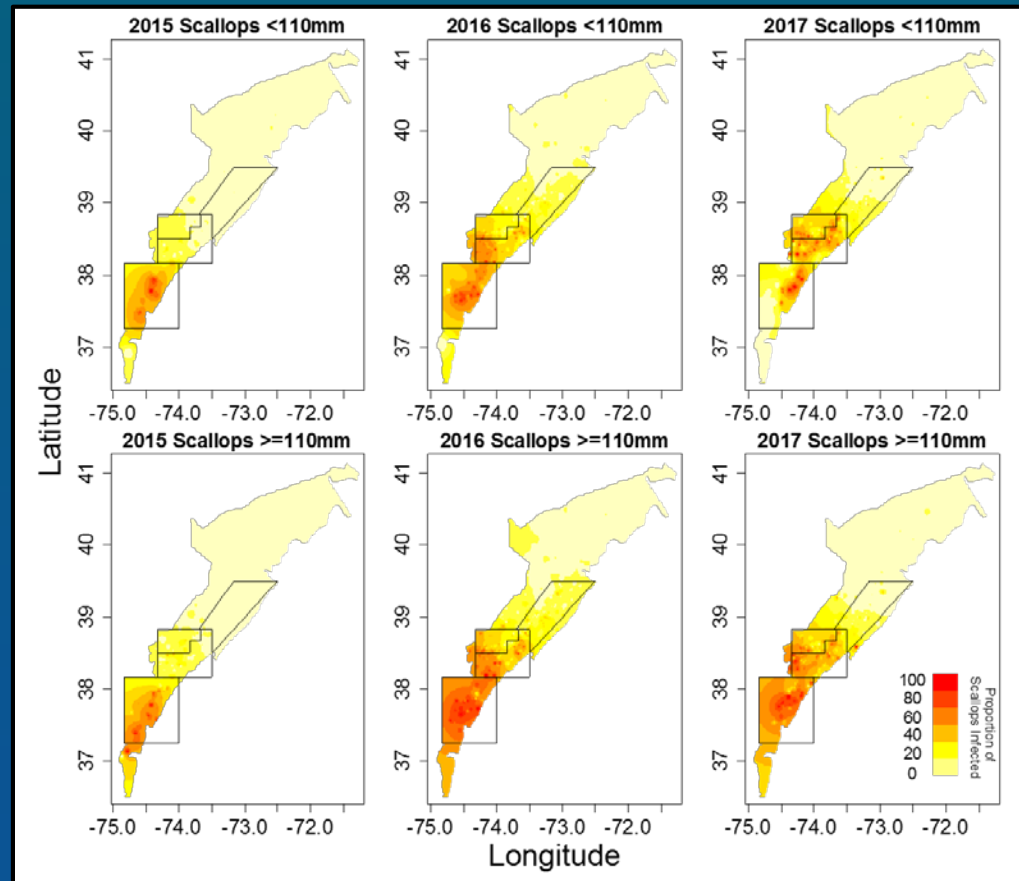 2015 Scallops <110mm
2016 Scallops <110mm
2017 Scallops <110mm
41
40
39
38
37
-75.0 -74.0 -73.0 -72.0
41
40
39
38
37
-75.0 -74.0 -73.0 -72.0
41
40
39
38
37
-75.0 -74.0 -73.0 -72.0
Latitude
2015 Scallops >=110mm
2016 Scallops >=110mm
2017 Scallops >=110mm
41
40
39
38
37
-75.0 -74.0 -73.0 -72.0
41
40
39
38
37
-75.0 -74.0 -73.0 -72.0
41
40
39
38
37
-75.0 -74.0 -73.0 -72.0
100
80
60
40
20
0
Proportion of
Scallops Infected
Longitude